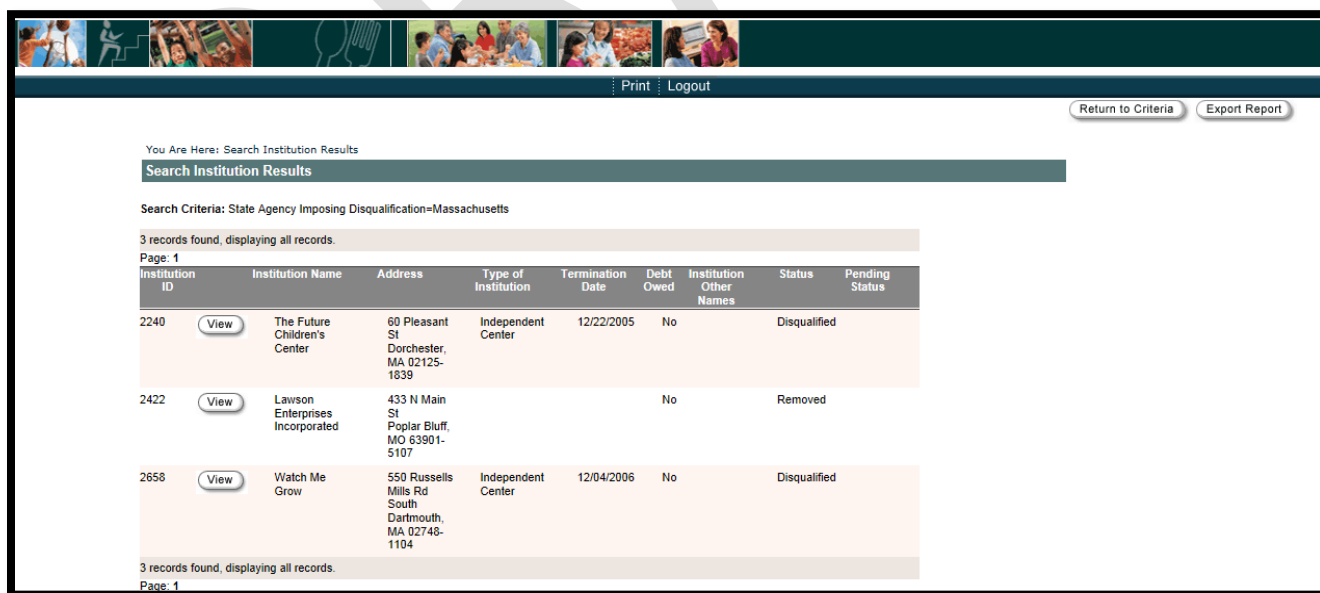 Print Logout
Return to Criteria Export Report
You Are Here: Search Institution Results
Search Institution Results
Search Criteria: State Agency Imposing Disqualification=Massachusetts
3 records found, displaying all records.
Page: 1
Institution ID Institution Name Address Type of Institution Termination Date Debt Owed Institution Other Names Status Pending Status
2240 View The Future Children's Center 60 Pleasant St Dorchester, MA 02125-1839 Independent Center 12/22/2005 No Disqualified
2422 View Lawson Enterprises Incorporated 433 N Main St Poplar Bluff, MO 63901-5107 No Removed
2658 View Watch Me Grow 550 Russells Mills Rd South Dartmouth, MA 02748-1104 Independent Center 12/04/2006 No Disqualified
3 records found, displaying all records.
Page: 1